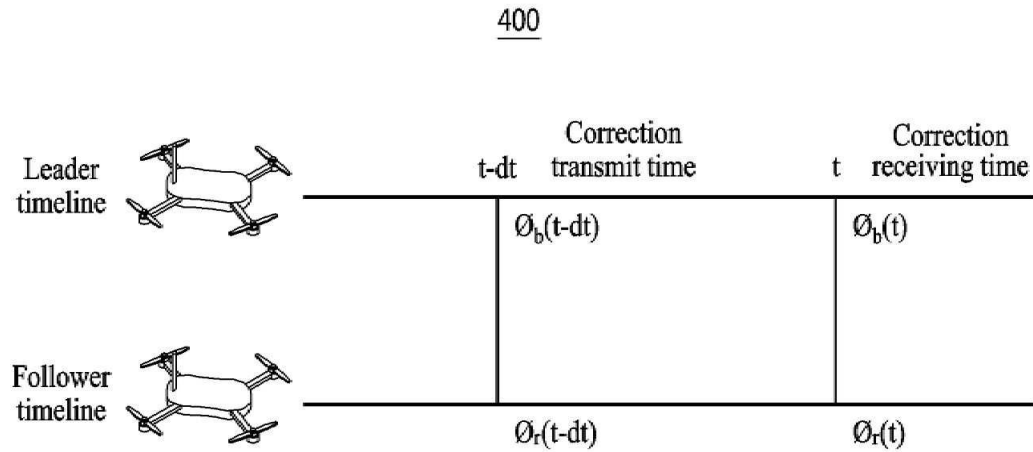 400
Leader
timeline
t-dt
Correction
transmit time
t
Correction
receiving time
Øb(t-dt)
Øb(t)
Follower
timeline
Ør(t-dt)
Ør(t)